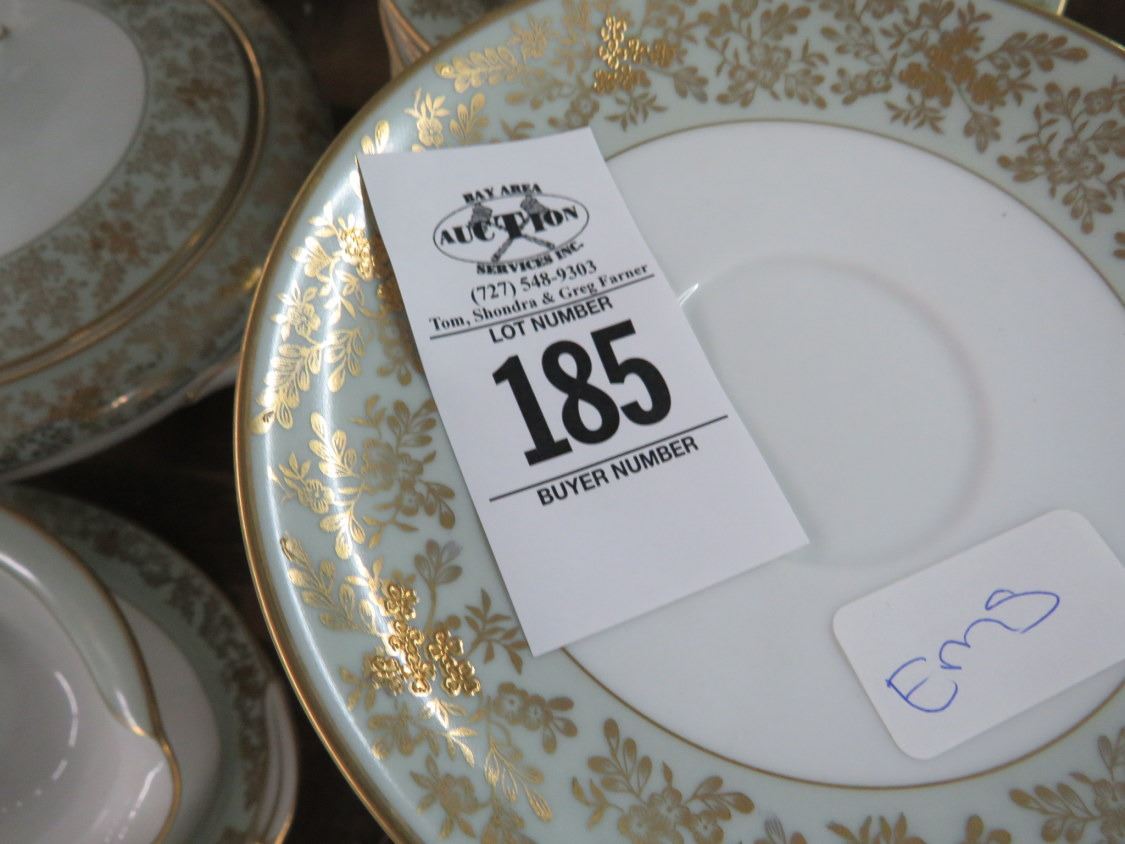 BAY AREA
AUCTION
SERVICES INC.
(727) 548-9303
Tom, Shondra & Greg Farner
LOT NUMBER
185
BUYER NUMBER
EMB